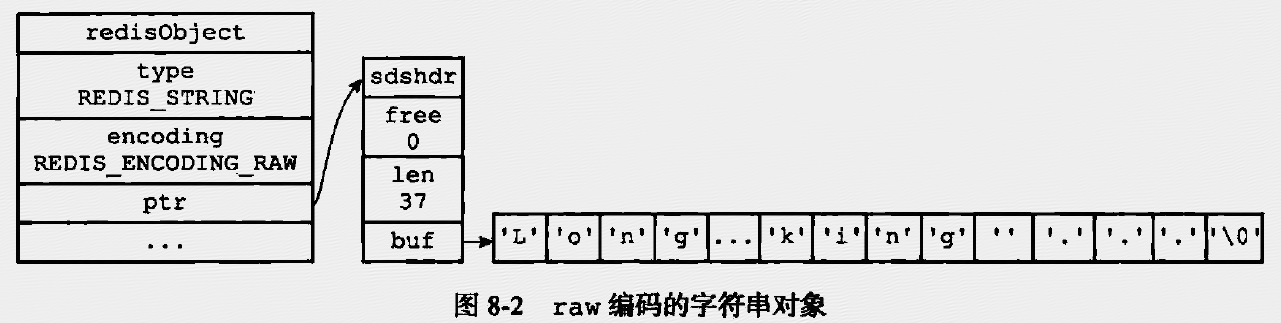 redisObject
type
REDIS_STRING
encoding
REDIS_ENCODING_RAW
ptr
...
sdshdr
free
0
len
37
buf
'L' 'o' 'n' 'g' ... 'k' 'i' 'n' 'g' '' '.' '.' '.' '\0'
图 8-2 raw 编码的字符串对象